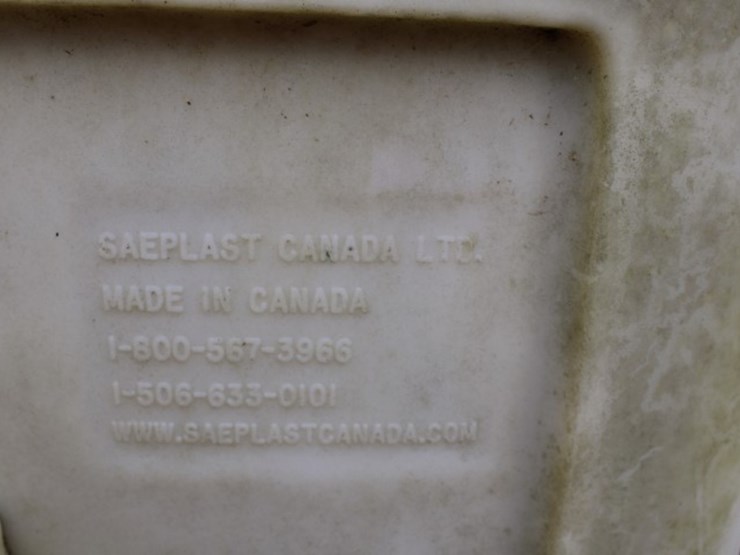 SAEPLAST CANADA LTD.
MADE IN CANADA
1-800-567-3966
1-506-633-0101
WWW.SAEPLASTCANADA.COM